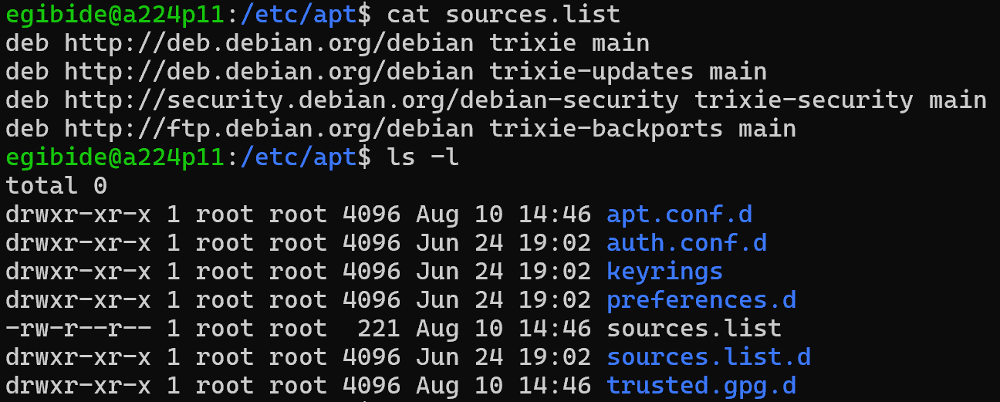 egibide@a224p11:/etc/apt$ cat sources.list
deb http://deb.debian.org/debian trixie main
deb http://deb.debian.org/debian trixie-updates main
deb http://security.debian.org/debian-security trixie-security main
deb http://ftp.debian.org/debian trixie-backports main
egibide@a224p11:/etc/apt$ ls -l
total 0
drwxr-xr-x 1 root root 4096 Aug 10 14:46 apt.conf.d
drwxr-xr-x 1 root root 4096 Jun 24 19:02 auth.conf.d
drwxr-xr-x 1 root root 4096 Jun 24 19:02 keyrings
drwxr-xr-x 1 root root 4096 Jun 24 19:02 preferences.d
-rw-r--r-- 1 root root  221 Aug 10 14:46 sources.list
drwxr-xr-x 1 root root 4096 Jun 24 19:02 sources.list.d
drwxr-xr-x 1 root root 4096 Aug 10 14:46 trusted.gpg.d